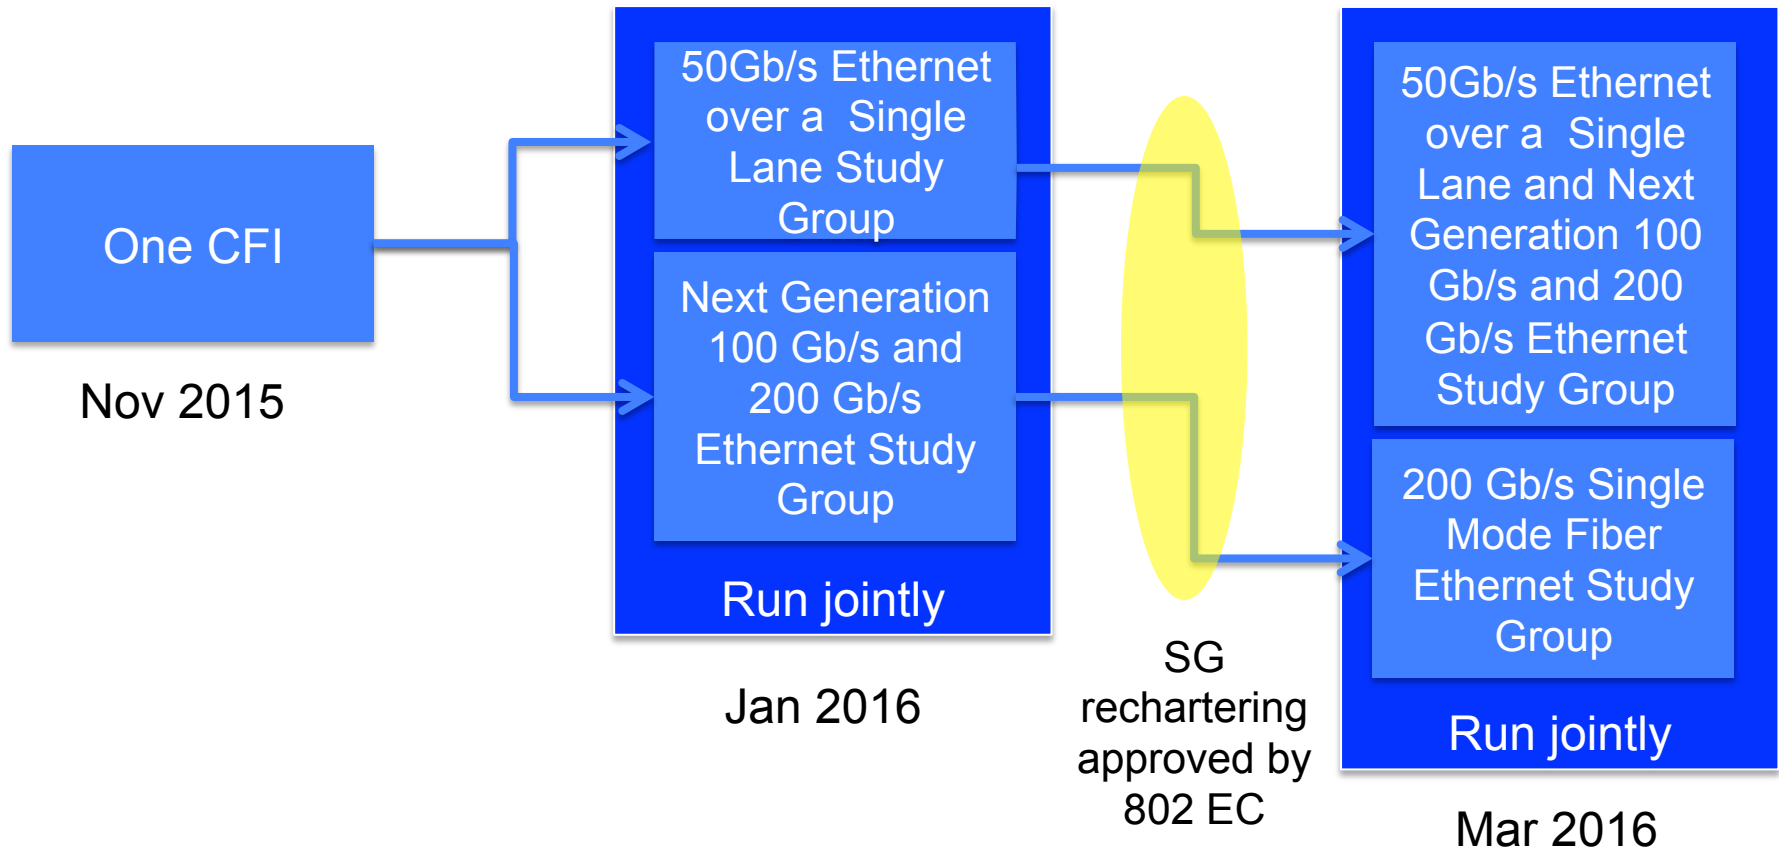 One CFI
Nov 2015
50Gb/s Ethernet
over a Single
Lane Study
Group
Next Generation
100 Gb/s and
200 Gb/s
Ethernet Study
Group
Run jointly
Jan 2016
SG
rechartering
approved by
802 EC
50Gb/s Ethernet
over a Single
Lane and Next
Generation 100
Gb/s and 200
Gb/s Ethernet
Study Group
200 Gb/s Single
Mode Fiber
Ethernet Study
Group
Run jointly
Mar 2016